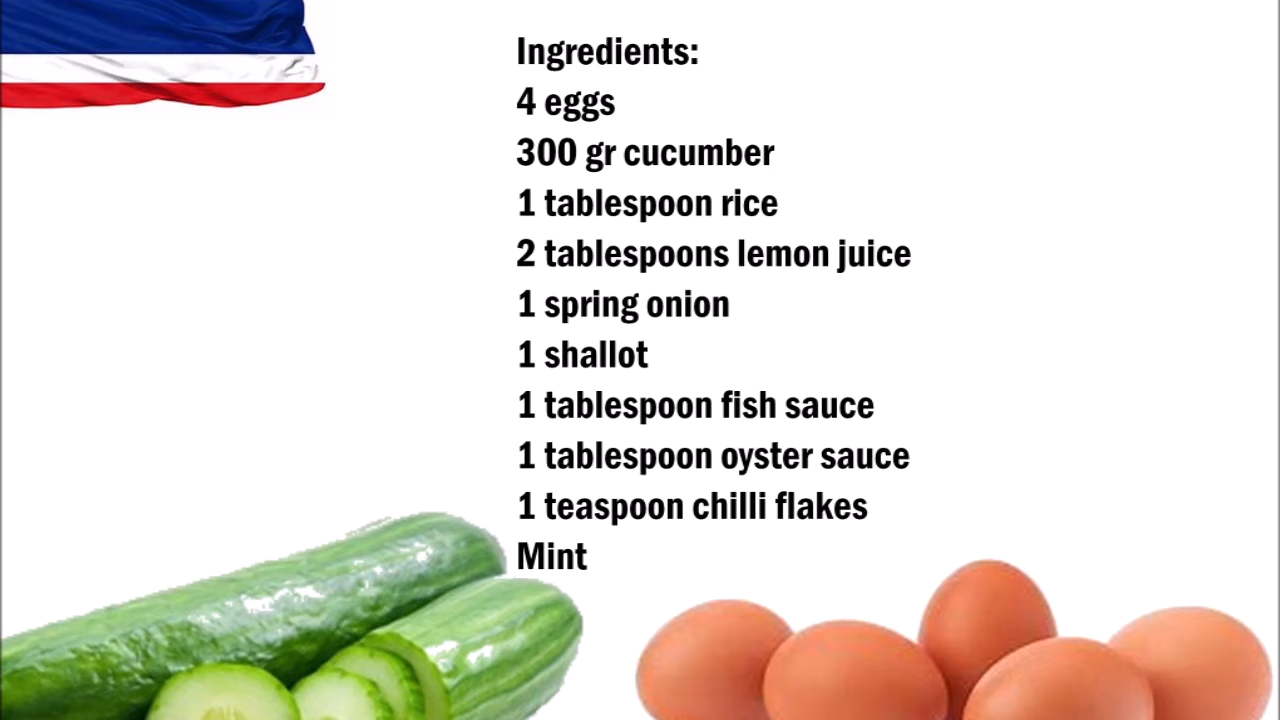 Ingredients:
4 eggs
300 gr cucumber
1 tablespoon rice
2 tablespoons lemon juice
1 spring onion
1 shallot
1 tablespoon fish sauce
1 tablespoon oyster sauce
1 teaspoon chilli flakes
Mint